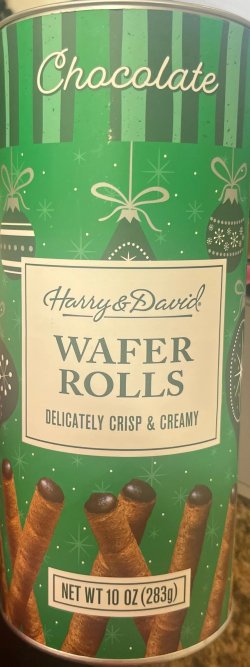 Chocolate
Harry & David®
WAFER
ROLLS
DELICATELY CRISP & CREAMY
NET WT 10 OZ (283g)